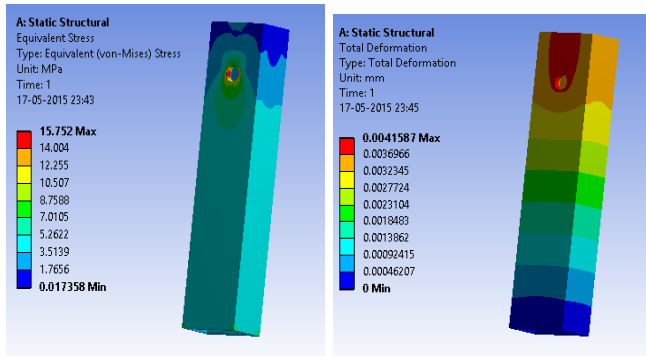 A: Static Structural
Equivalent Stress
Type: Equivalent (von-Mises) Stress
Unit: MPa
Time: 1
17-05-2015 23:43
15.752 Max
14.004
12.255
10.507
8.7588
7.0105
5.2622
3.5139
1.7656
0.017358 Min
A: Static Structural
Total Deformation
Type: Total Deformation
Unit: mm
Time: 1
17-05-2015 23:45
0.0041587 Max
0.0036966
0.0032345
0.0027724
0.0023104
0.0018483
0.0013862
0.00092415
0.00046207
0 Min